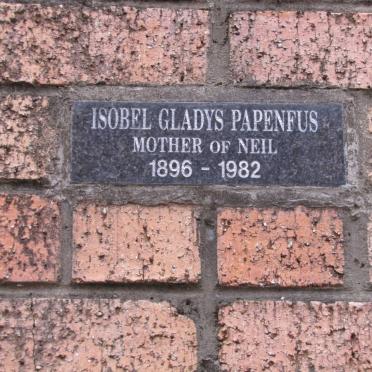 ISOBEL GLADYS PAPENFUS
MOTHER OF NEIL
1896 - 1982